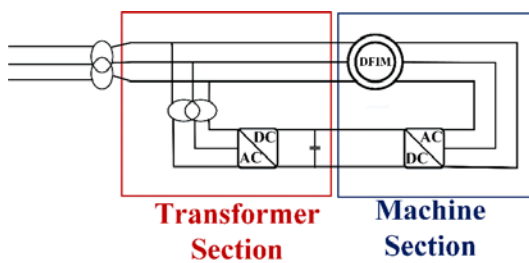 DFIM
DC
AC
AC
DC
Transformer
Section
Machine
Section